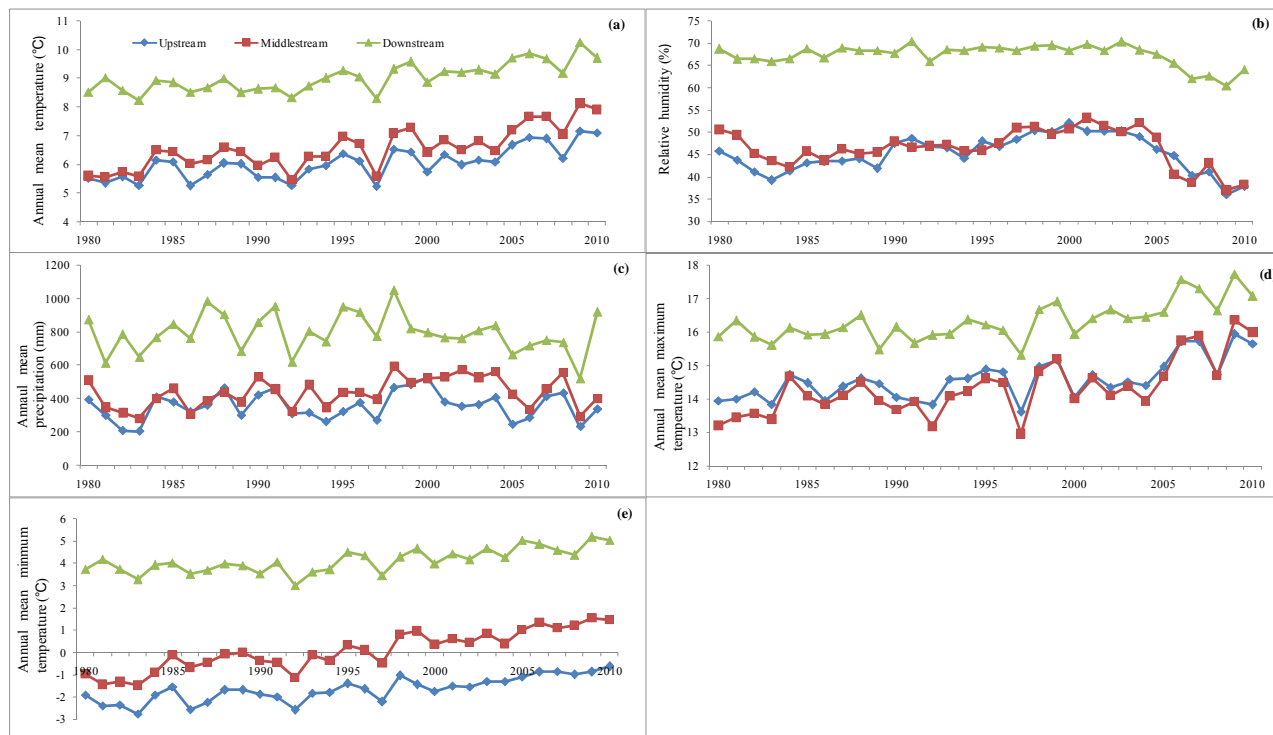 (a)
Upstream Middlestream Downstream
Annual mean temperature (℃)
11
10
9
8
7
6
5
4
1980 1985 1990 1995 2000 2005 2010
(b)
Relative humidity (%)
75
70
65
60
55
50
45
40
35
30
1980 1985 1990 1995 2000 2005 2010
(c)
Annaul mean
precipitation (mm)
1200
1000
800
600
400
200
0
1980 1985 1990 1995 2000 2005 2010
(d)
Annual mean maximum
temperature (℃)
18
17
16
15
14
13
12
1980 1985 1990 1995 2000 2005 2010
(e)
Annual mean minimum
temperature (℃)
6
5
4
3
2
1
0
-1
-2
-3
1980 1985 1990 1995 2000 2005 2010